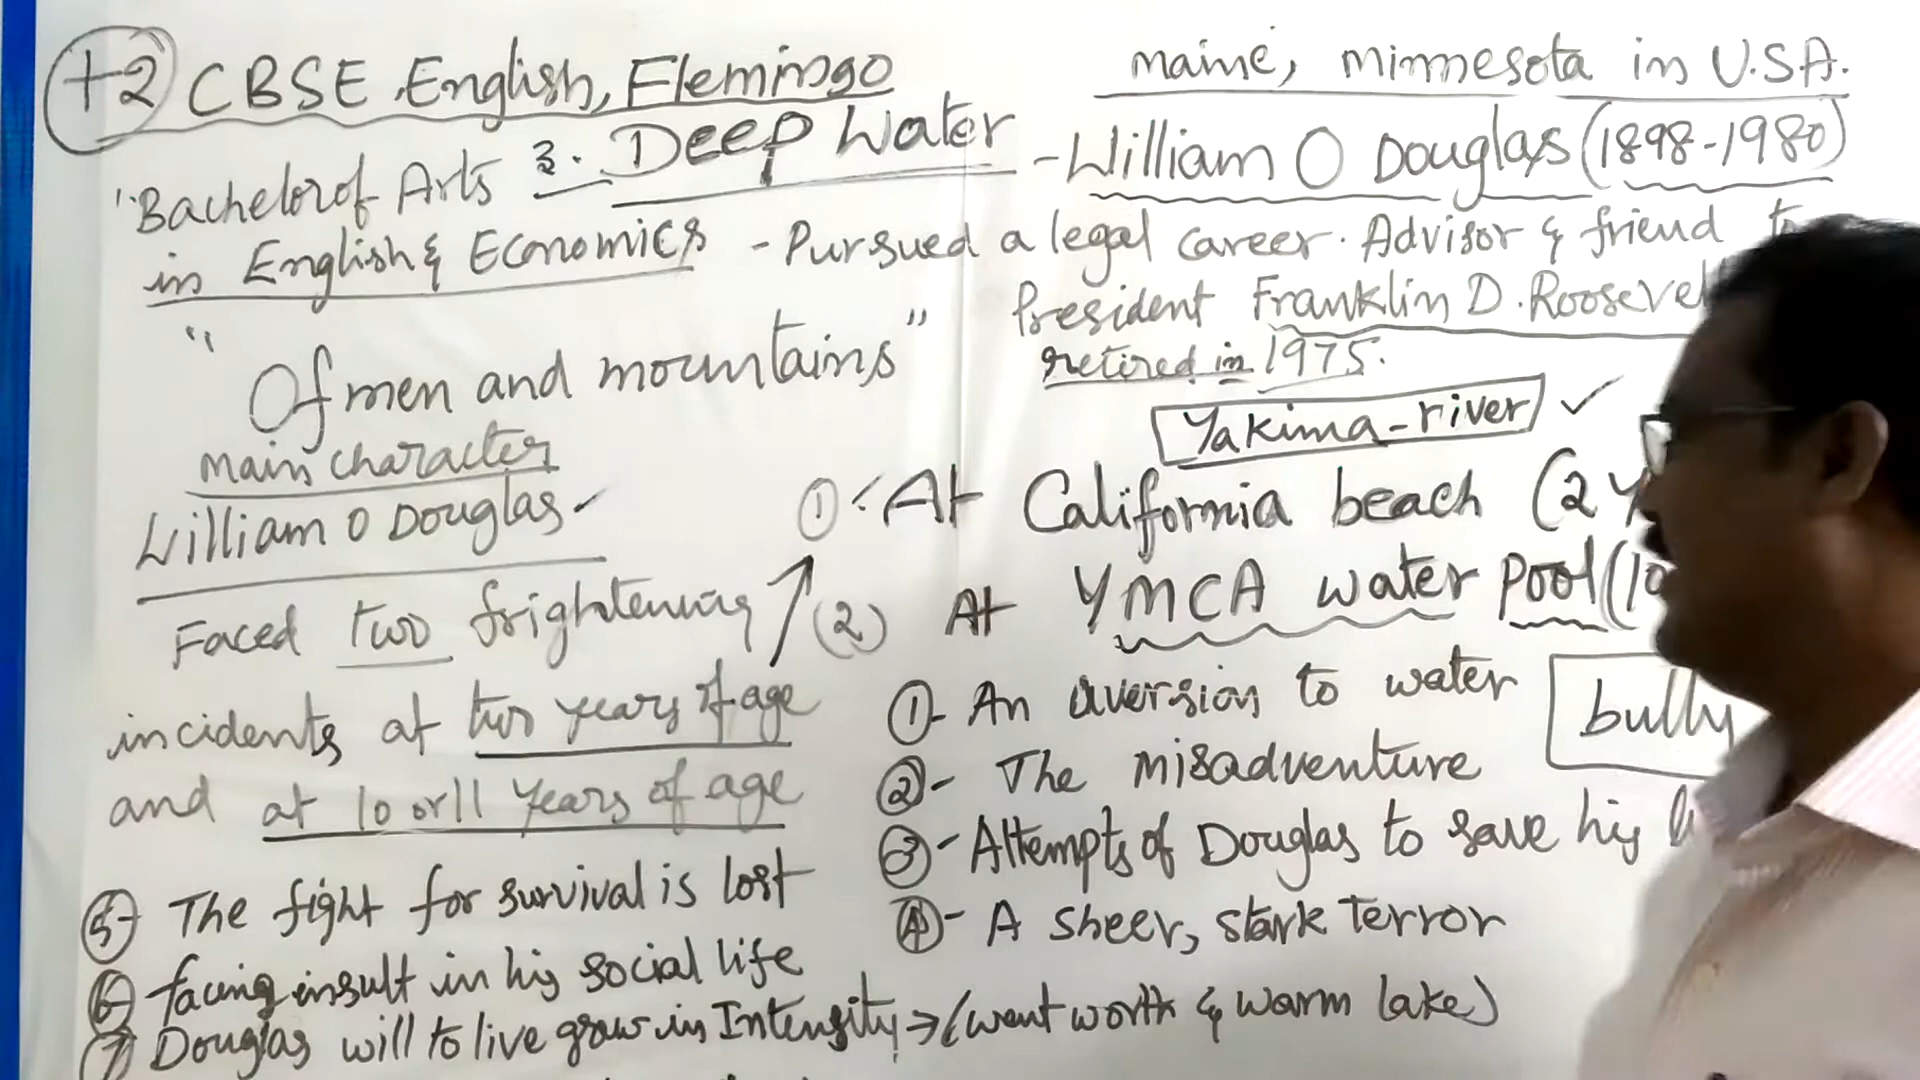 +2 CBSE, English, Flemingo
maine, minnesota in U.S.A.
3. Deep Water - William O Douglas (1898-1980)
"Bachelor of Arts
in English & Economics
- Pursued a legal career. Advisor & friend to
President Franklin D. Roosevel
retired in 1975.
"Of men and mountains"
Yakima-river ✓
main character
William O Douglas
① At California beach (2 y
Faced two frightening
(2) At YMCA water pool (10
incidents at two years of age
and at 10 or 11 years of age
①- An aversion to water
bully
②- The misadventure
③- Attempts of Douglas to save his
④- A sheer, stark terror
⑤- The fight for survival is lost
⑥- facing insult in his social life
⑦ Douglas will to live grow in Intensity → (went worth & warm lake)